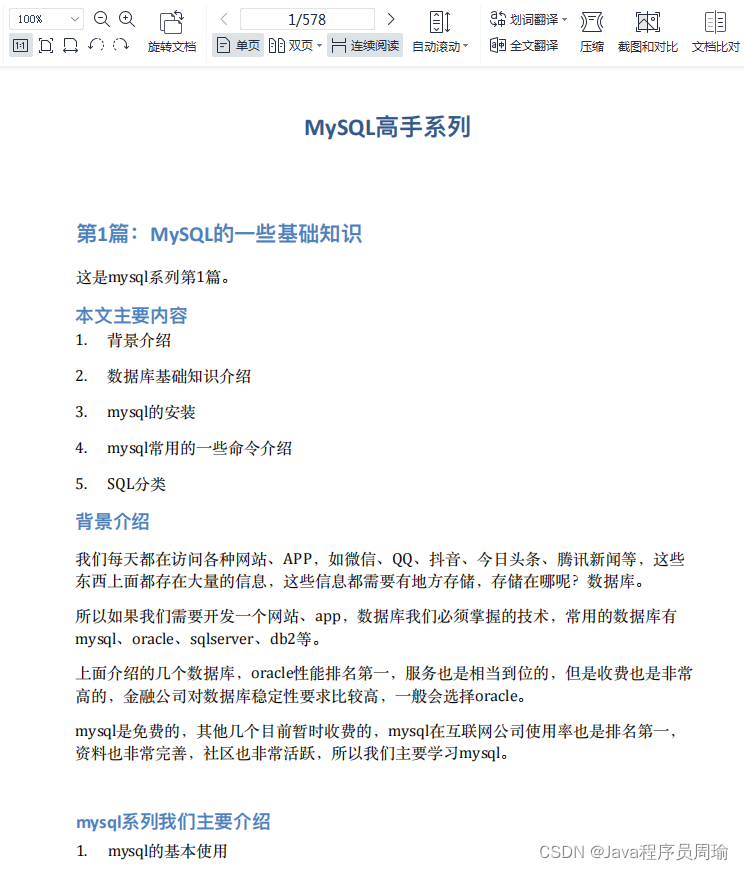 100%
1/578
划词翻译
旋转文档
单页
双页
连续阅读
自动滚动
全文翻译
压缩
截图和对比
文档比对
MySQL高手系列
第1篇：MySQL的一些基础知识
这是mysql系列第1篇。
本文主要内容
1. 背景介绍
2. 数据库基础知识介绍
3. mysql的安装
4. mysql常用的一些命令介绍
5. SQL分类
背景介绍
我们每天都在访问各种网站、APP，如微信、QQ、抖音、今日头条、腾讯新闻等，这些
东西上面都存在大量的信息，这些信息都需要有地方存储，存储在哪呢？数据库。
所以如果我们需要开发一个网站、app，数据库我们必须掌握的技术，常用的数据库有
mysql、oracle、sqlserver、db2等。
上面介绍的几个数据库，oracle性能排名第一，服务也是相当到位的，但是收费也是非常
高的，金融公司对数据库稳定性要求比较高，一般会选择oracle。
mysql是免费的，其他几个目前暂时收费的，mysql在互联网公司使用率也是排名第一，
资料也非常完善，社区也非常活跃，所以我们主要学习mysql。
mysql系列我们主要介绍
1. mysql的基本使用
CSDN @Java程序员周瑜